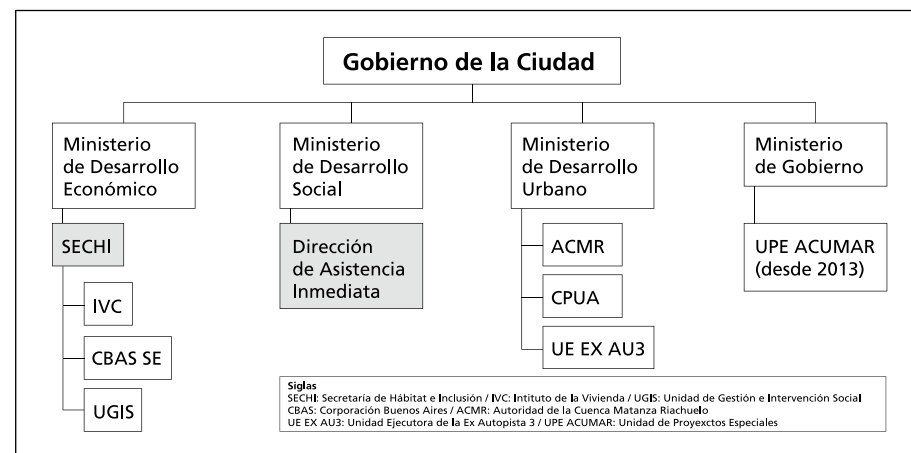 Gobierno de la Ciudad
Ministerio
de Desarrollo
Económico
Ministerio
de Desarrollo
Social
Ministerio
de Desarrollo
Urbano
Ministerio
de Gobierno
SECHI
Dirección
de Asistencia
Inmediata
ACMR
UPE ACUMAR
(desde 2013)
IVC
CPUA
CBAS SE
UE EX AU3
UGIS
Siglas
SECHI: Secretaría de Hábitat e Inclusión / IVC: Intituto de la Vivienda / UGIS: Unidad de Gestión e Intervención Social
CBAS: Corporación Buenos Aires / ACMR: Autoridad de la Cuenca Matanza Riachuelo
UE EX AU3: Unidad Ejecutora de la Ex Autopista 3 / UPE ACUMAR: Unidad de Proyexctos Especiales